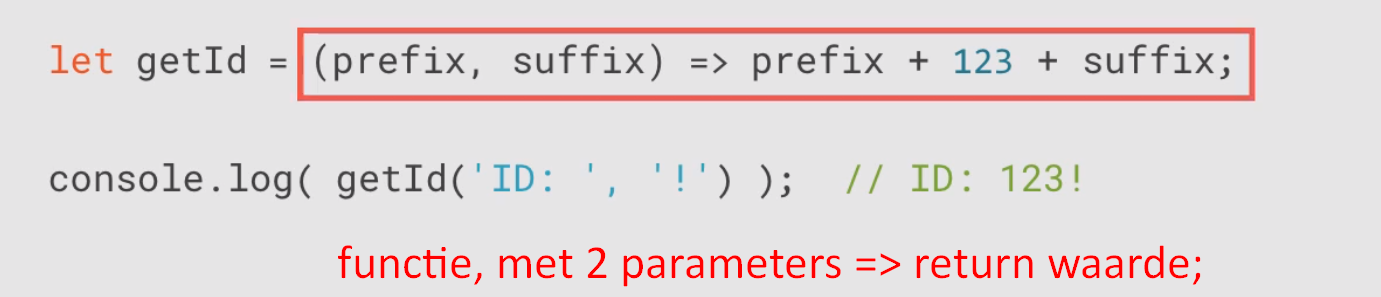 let getId = (prefix, suffix) => prefix + 123 + suffix;
console.log( getId('ID: ', '!') );  // ID: 123!
functie, met 2 parameters => return waarde;